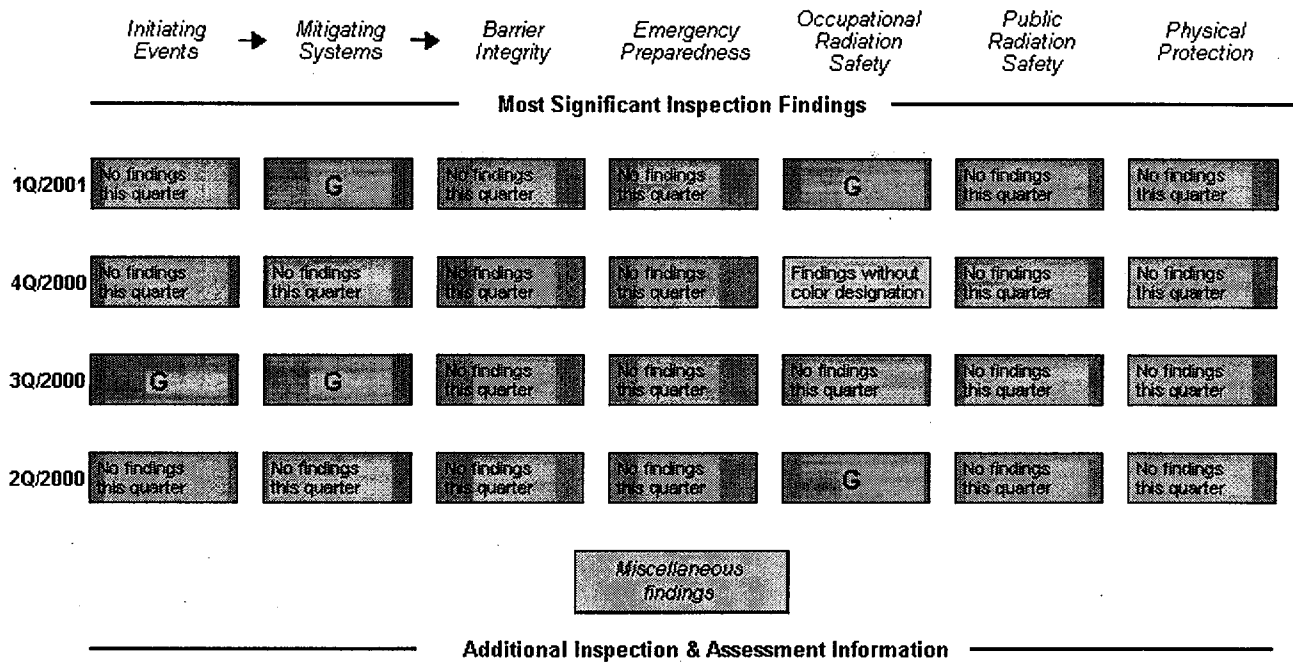 Initiating Events → Mitigating Systems → Barrier Integrity Emergency Preparedness Occupational Radiation Safety Public Radiation Safety Physical Protection
Most Significant Inspection Findings
1Q/2001
No findings this quarter
G
No findings this quarter
No findings this quarter
G
No findings this quarter
No findings this quarter
4Q/2000
No findings this quarter
No findings this quarter
No findings this quarter
No findings this quarter
Findings without color designation
No findings this quarter
No findings this quarter
3Q/2000
G
G
No findings this quarter
No findings this quarter
No findings this quarter
No findings this quarter
No findings this quarter
2Q/2000
No findings this quarter
No findings this quarter
No findings this quarter
No findings this quarter
G
No findings this quarter
No findings this quarter
Miscellaneous
findings
Additional Inspection & Assessment Information